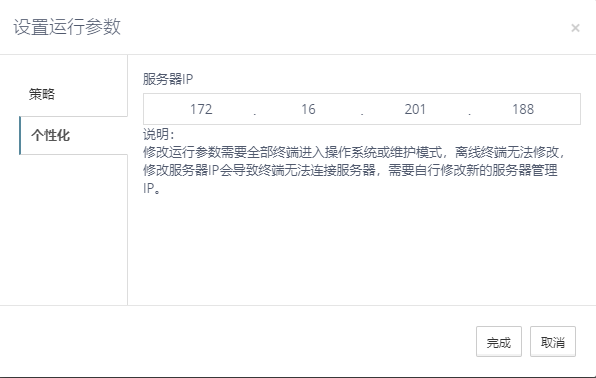 设置运行参数
×
策略
个性化
服务器IP
172 . 16 . 201 . 188
说明：
修改运行参数需要全部终端进入操作系统或维护模式，离线终端无法修改，
修改服务器IP会导致终端无法连接服务器，需要自行修改新的服务器管理
IP。
完成 取消